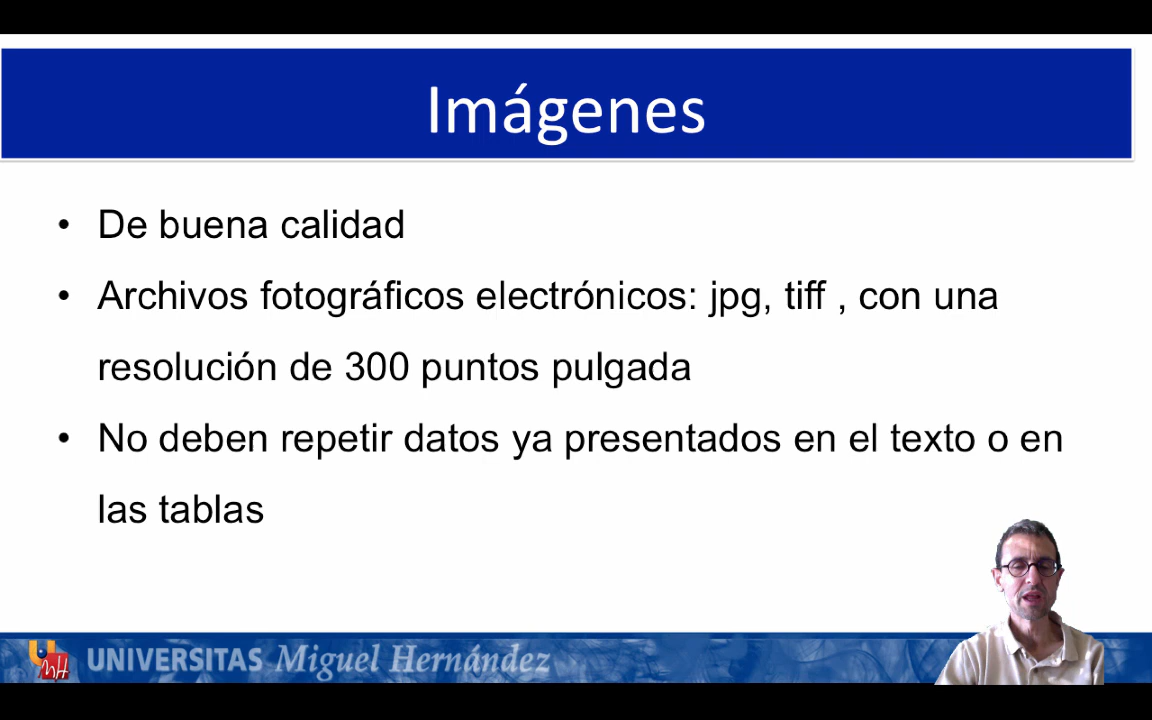 Imágenes
• De buena calidad
• Archivos fotográficos electrónicos: jpg, tiff , con una
resolución de 300 puntos pulgada
• No deben repetir datos ya presentados en el texto o en
las tablas
UNIVERSITAS Miguel Hernández